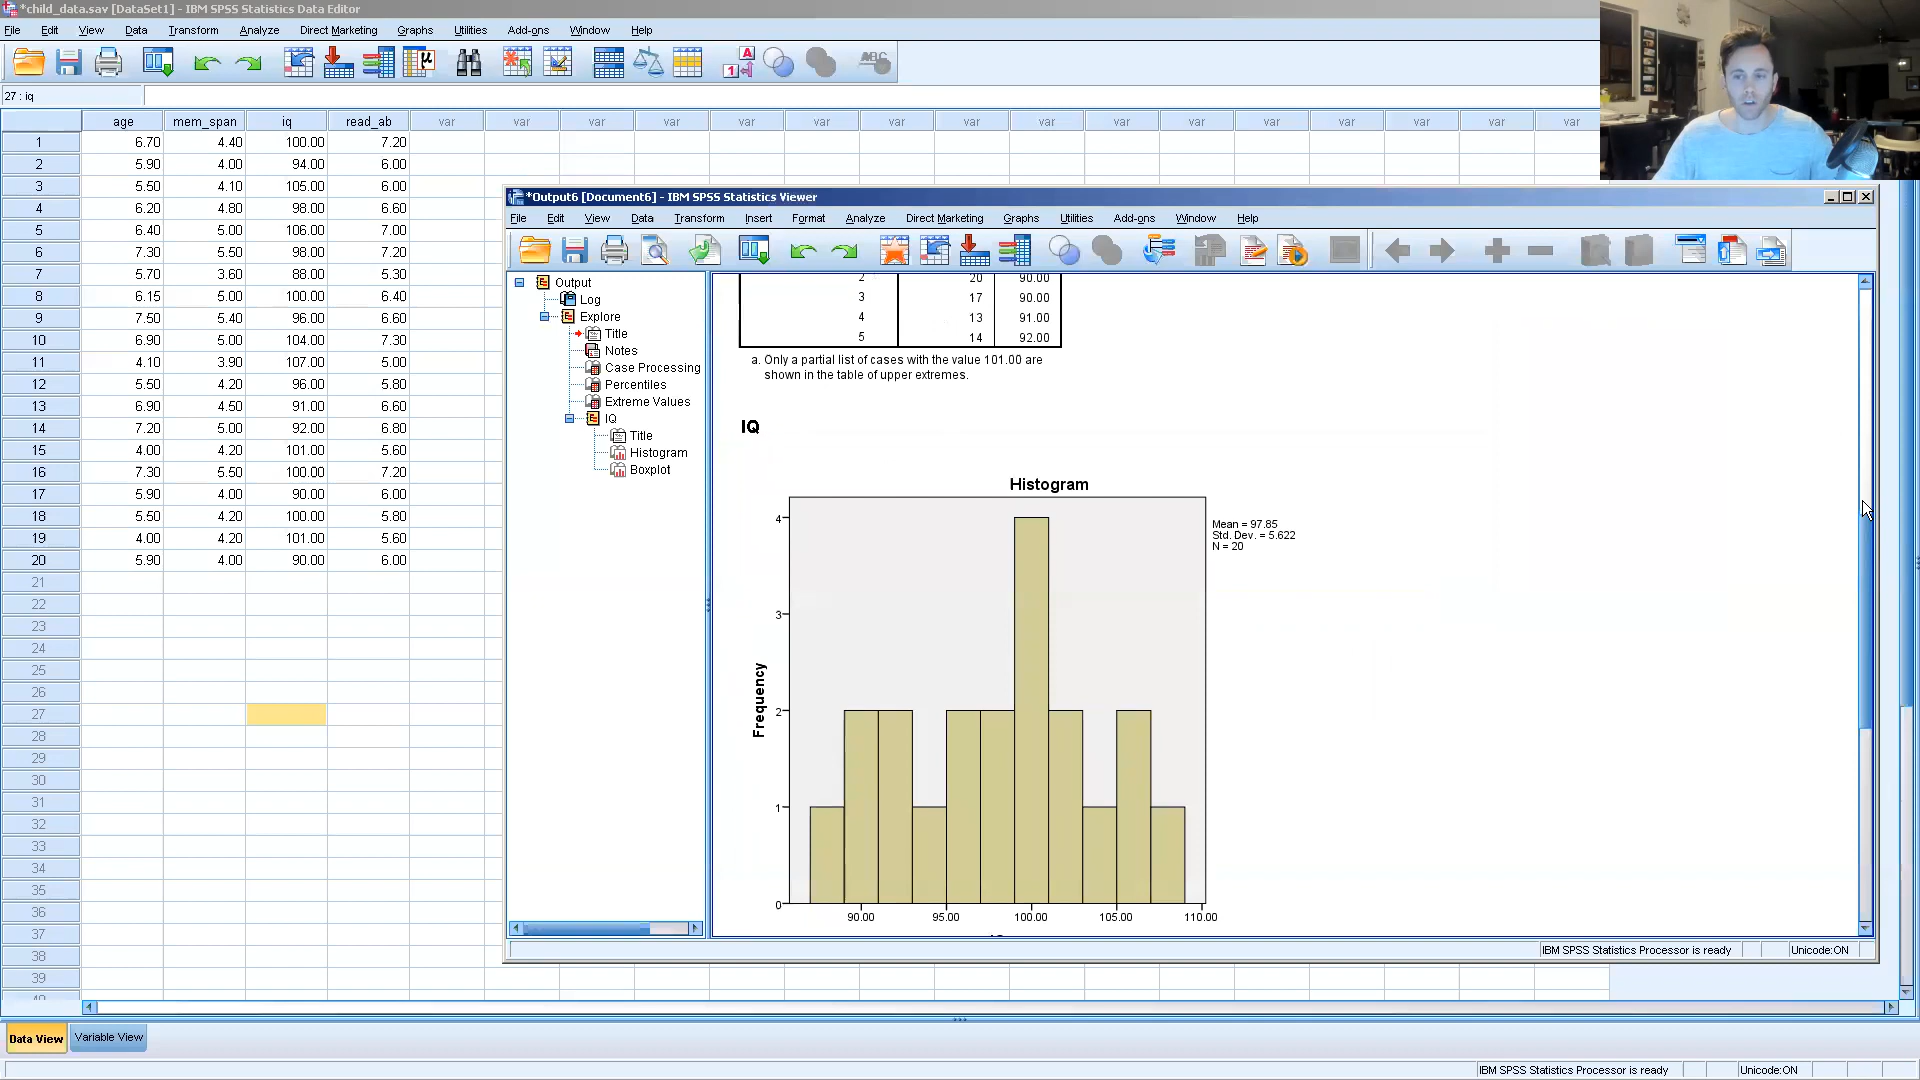 *child_data.sav [DataSet1] - IBM SPSS Statistics Data Editor
File Edit View Data Transform Analyze Direct Marketing Graphs Utilities Add-ons Window Help
27 : iq
age mem_span iq read_ab var var var var var var var var var var var var var var var var
1 6.70 4.40 100.00 7.20
2 5.90 4.00 94.00 6.00
3 5.50 4.10 105.00 6.00
4 6.20 4.80 98.00 6.60
5 6.40 5.00 106.00 7.00
6 7.30 5.50 98.00 7.20
7 5.70 3.60 88.00 5.30
8 6.15 5.00 100.00 6.40
9 7.50 5.40 96.00 6.60
10 6.90 5.00 104.00 7.30
11 4.10 3.90 107.00 5.00
12 5.50 4.20 96.00 5.80
13 6.90 4.50 91.00 6.60
14 7.20 5.00 92.00 6.80
15 4.00 4.20 101.00 5.60
16 7.30 5.50 100.00 7.20
17 5.90 4.00 90.00 6.00
18 5.50 4.20 100.00 5.80
19 4.00 4.20 101.00 5.60
20 5.90 4.00 90.00 6.00
21
22
23
24
25
26
27
28
29
30
31
32
33
34
35
36
37
38
39
40
*Output6 [Document6] - IBM SPSS Statistics Viewer
File Edit View Data Transform Insert Format Analyze Direct Marketing Graphs Utilities Add-ons Window Help
Output
Log
Explore
Title
Notes
Case Processing
Percentiles
Extreme Values
IQ
Title
Histogram
Boxplot
2 20 90.00
3 17 90.00
4 13 91.00
5 14 92.00
a. Only a partial list of cases with the value 101.00 are
shown in the table of upper extremes.
IQ
Histogram
Mean = 97.85
Std. Dev. = 5.622
N = 20
Frequency
4
3
2
1
0
90.00 95.00 100.00 105.00 110.00
IBM SPSS Statistics Processor is ready Unicode:ON
Data View Variable View
IBM SPSS Statistics Processor is ready Unicode:ON